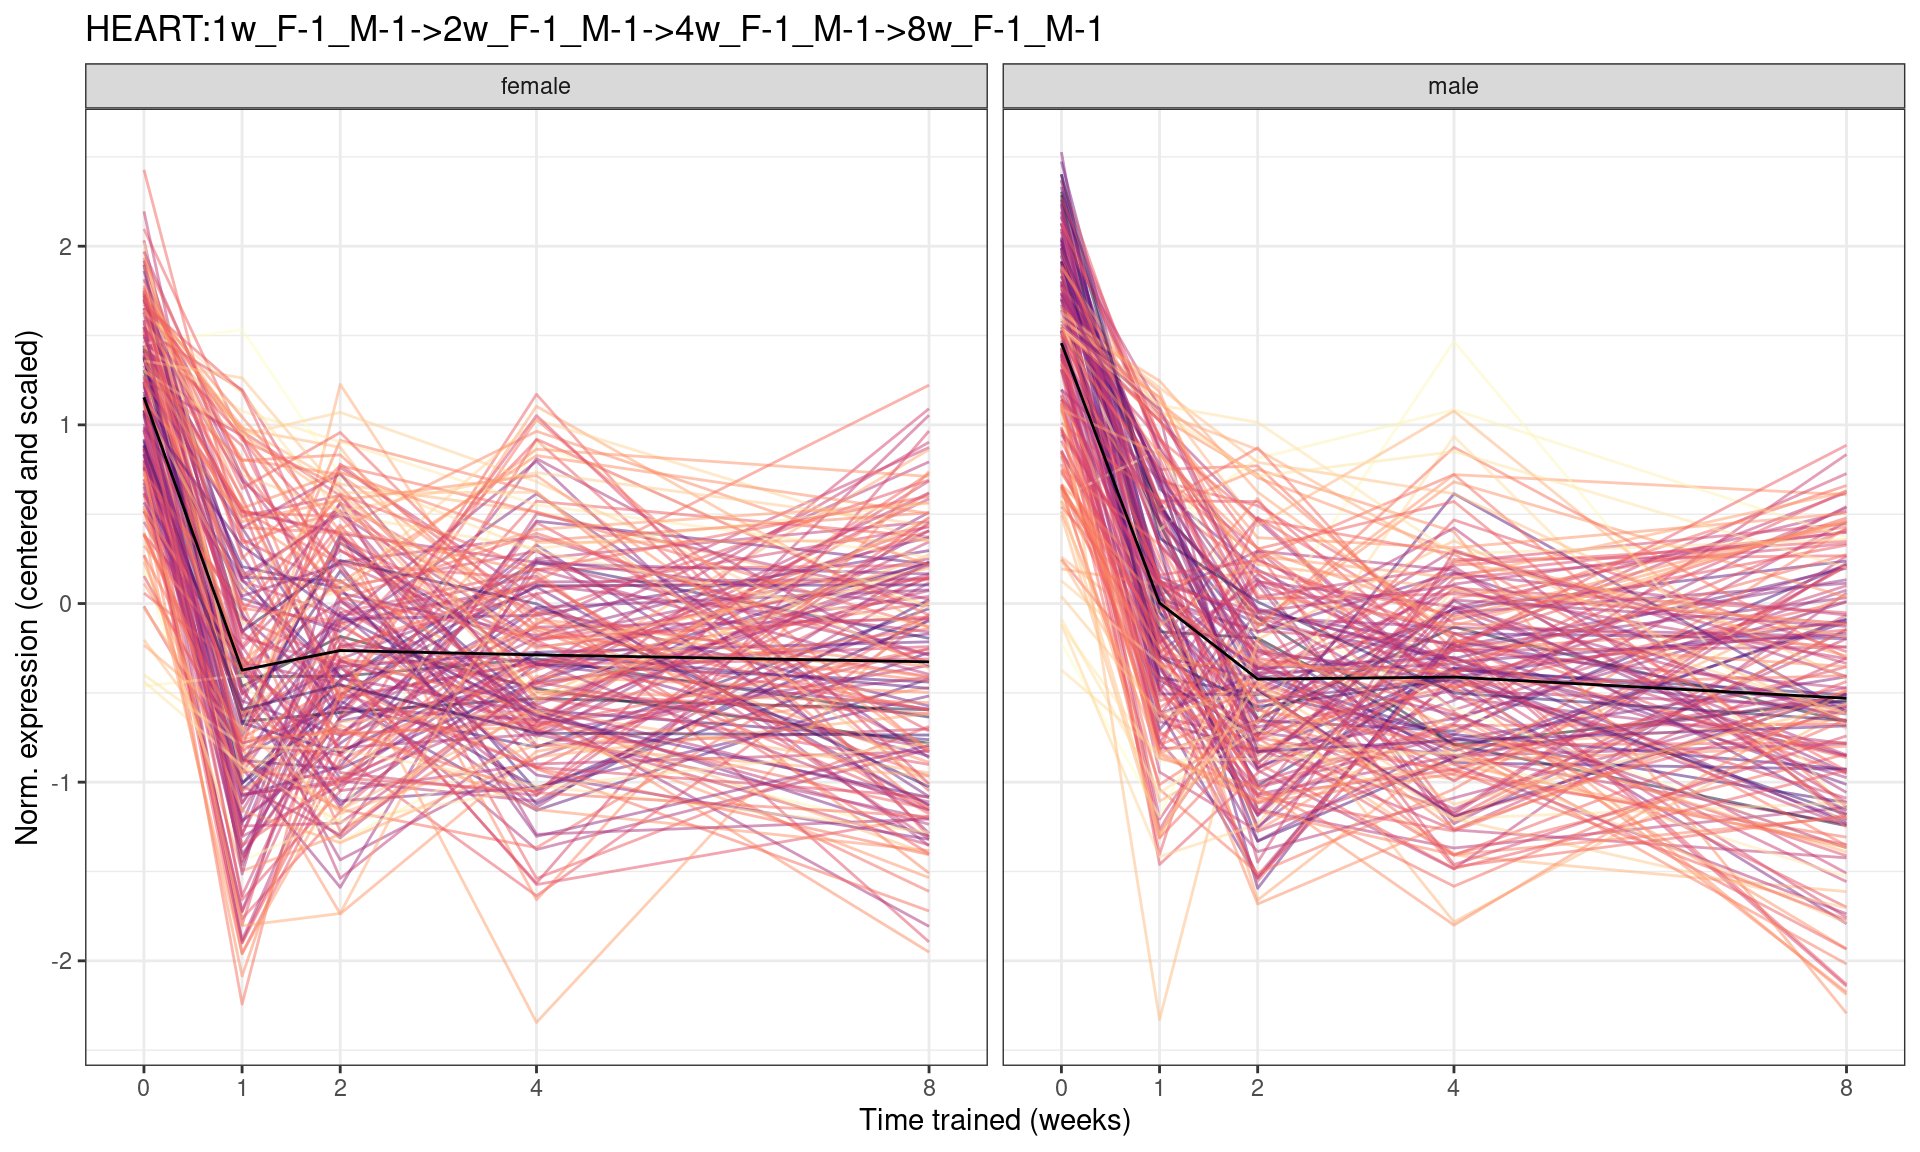 HEART:1w_F-1_M-1->2w_F-1_M-1->4w_F-1_M-1->8w_F-1_M-1
female
male
Norm. expression (centered and scaled)
2
1
0
-1
-2
0 1 2 4 8
0 1 2 4 8
Time trained (weeks)